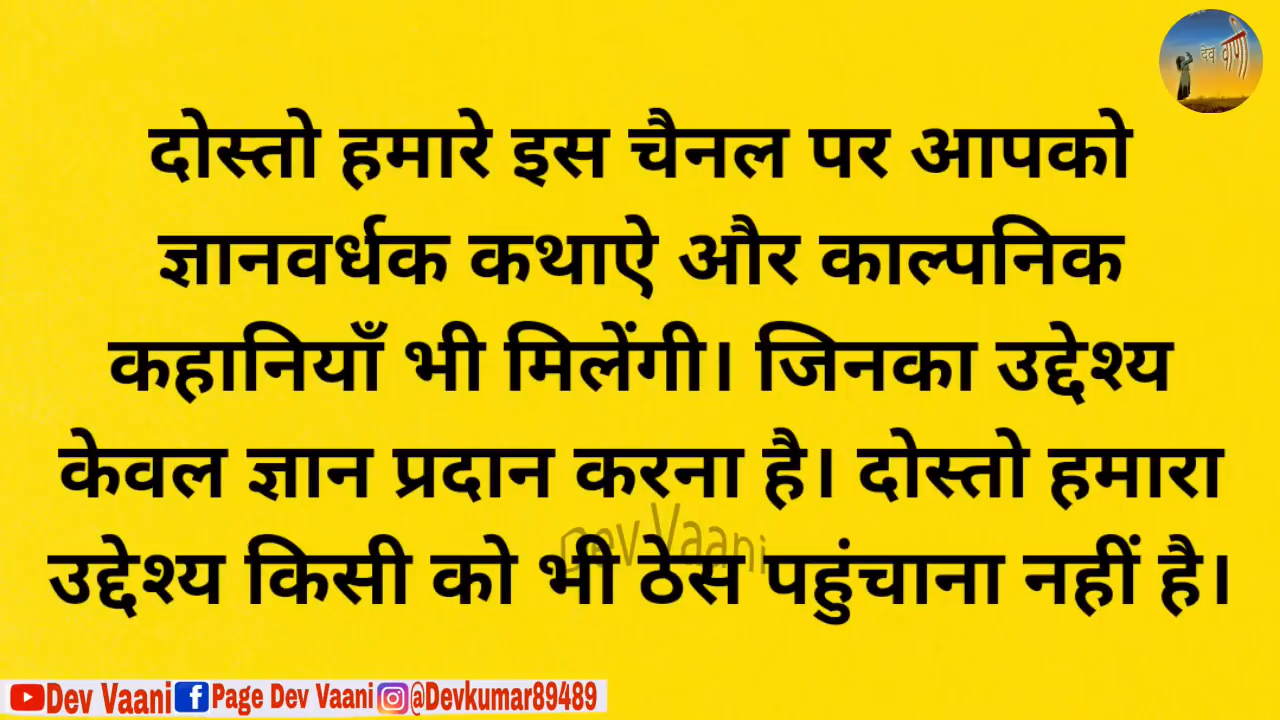 देव वाणी
दोस्तो हमारे इस चैनल पर आपको
ज्ञानवर्धक कथाऐ और काल्पनिक
कहानियाँ भी मिलेंगी। जिनका उद्देश्य
केवल ज्ञान प्रदान करना है। दोस्तो हमारा
Dev Vaani
उद्देश्य किसी को भी ठेस पहुंचाना नहीं है।
Dev Vaani Page Dev Vaani @Devkumar89489